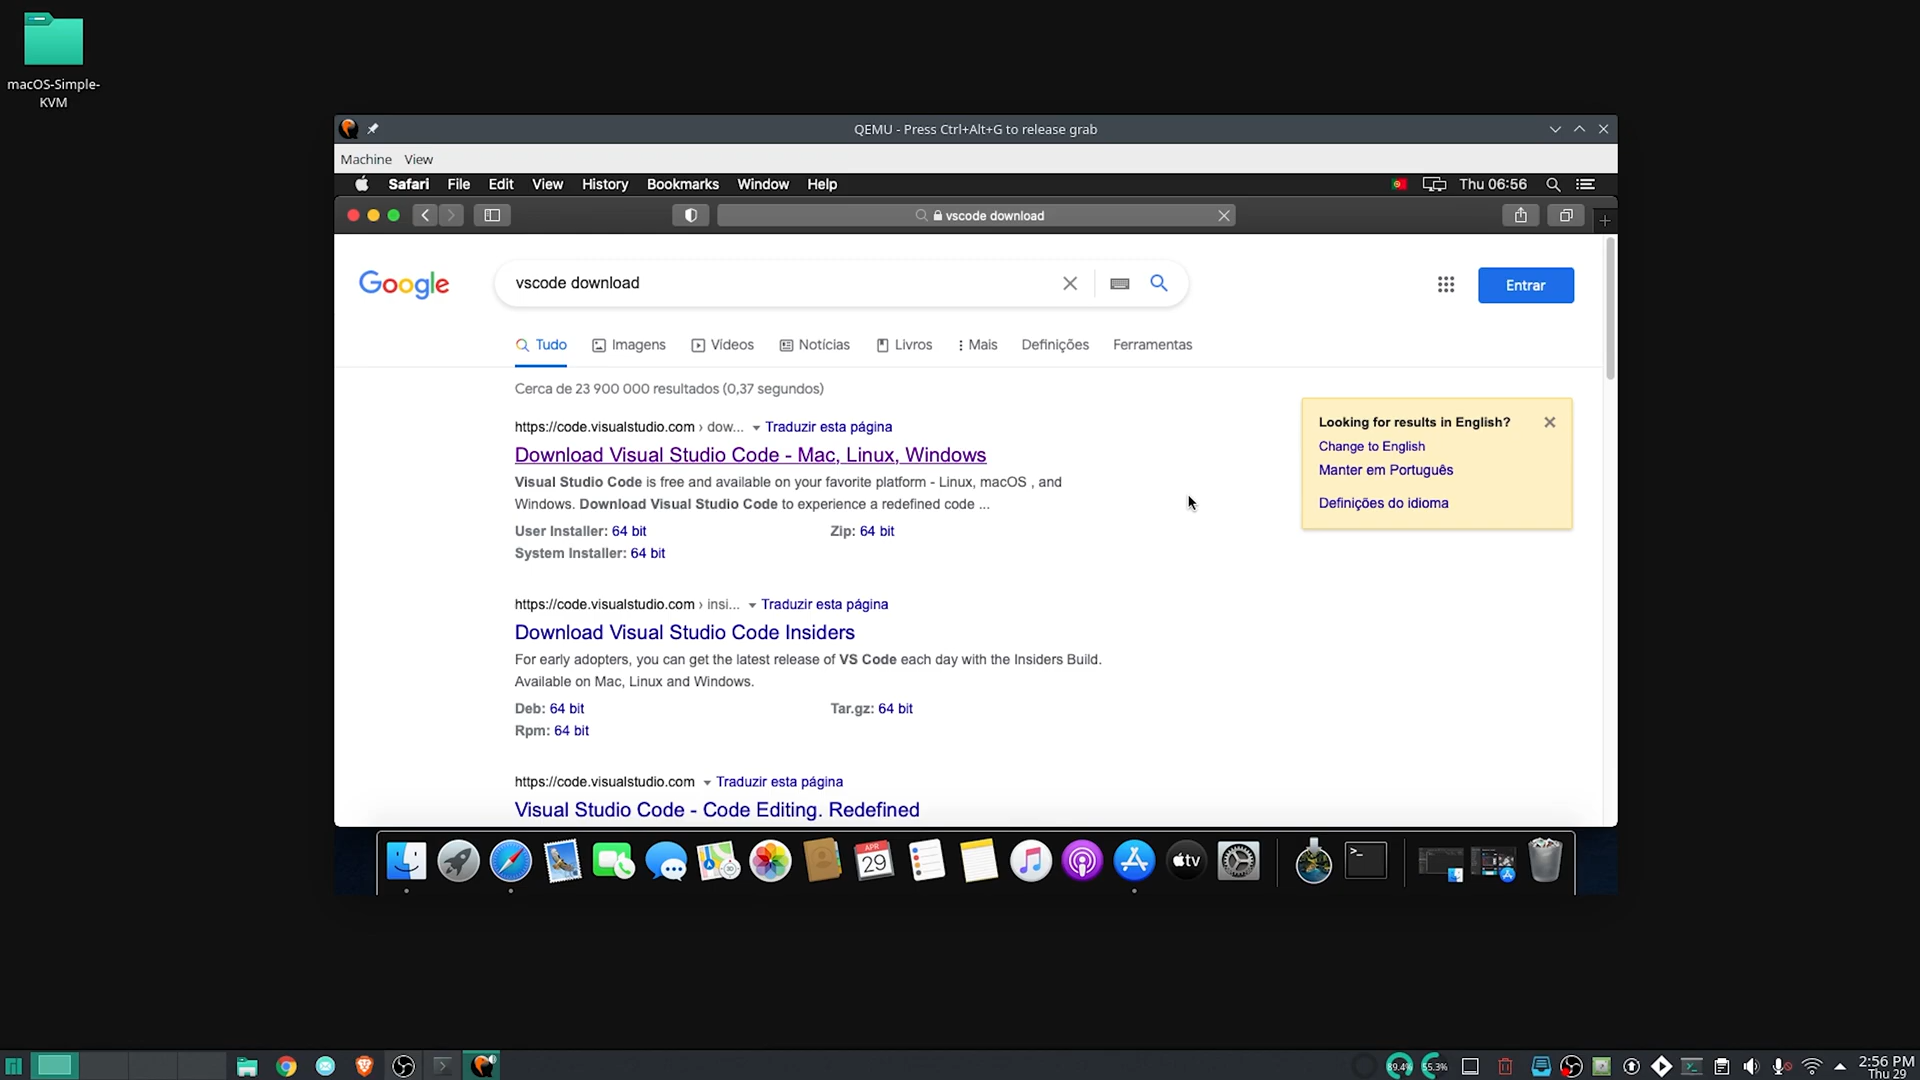 macOS-Simple-
KVM
QEMU - Press Ctrl+Alt+G to release grab
Machine View
Safari File Edit View History Bookmarks Window Help
Thu 06:56
vscode download
Google
vscode download
Entrar
Tudo Imagens Vídeos Notícias Livros Mais Definições Ferramentas
Cerca de 23 900 000 resultados (0,37 segundos)
https://code.visualstudio.com › dow... Traduzir esta página
Download Visual Studio Code - Mac, Linux, Windows
Visual Studio Code is free and available on your favorite platform - Linux, macOS , and
Windows. Download Visual Studio Code to experience a redefined code ...
User Installer: 64 bit Zip: 64 bit
System Installer: 64 bit
Looking for results in English?
Change to English
Manter em Português
Definições do idioma
https://code.visualstudio.com › insi... Traduzir esta página
Download Visual Studio Code Insiders
For early adopters, you can get the latest release of VS Code each day with the Insiders Build.
Available on Mac, Linux and Windows.
Deb: 64 bit Tar.gz: 64 bit
Rpm: 64 bit
https://code.visualstudio.com Traduzir esta página
Visual Studio Code - Code Editing. Redefined
APR
29
tv
89.4%
55.3%
2:56 PM
Thu 29